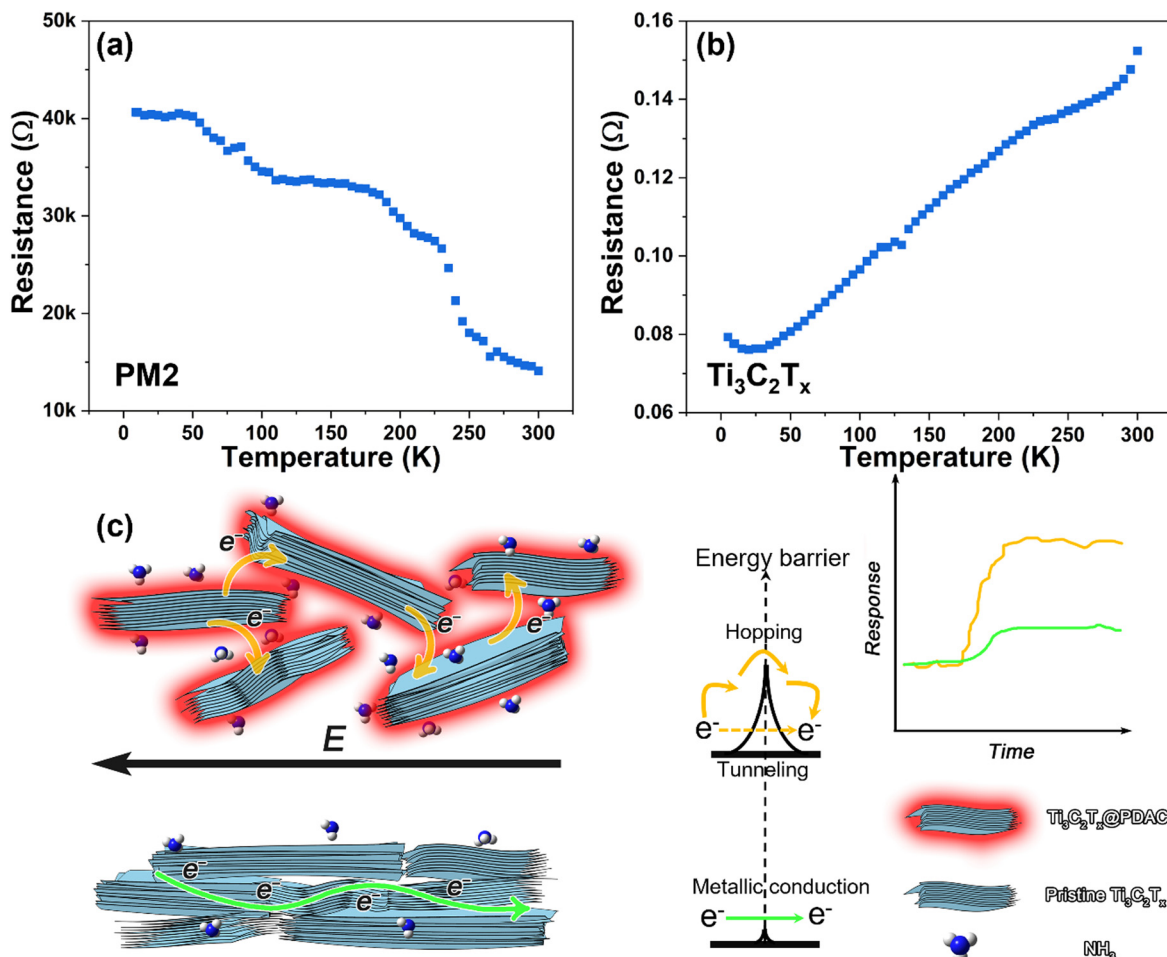 (a)
50k
40k
30k
20k
10k
Resistance (Ω)
PM2
0 50 100 150 200 250 300
Temperature (K)
(b)
0.16
0.14
0.12
0.10
0.08
0.06
Resistance (Ω)
Ti₃C₂Tₓ
0 50 100 150 200 250 300
Temperature (K)
(c)
e⁻
e⁻
e⁻
e⁻
E
e⁻
e⁻
e⁻
e⁻
Energy barrier
Hopping
e⁻ e⁻
Tunneling
Metallic conduction
e⁻ e⁻
Response
Time
Ti₃C₂Tₓ@PDAC
Pristine Ti₃C₂Tₓ
NH₃